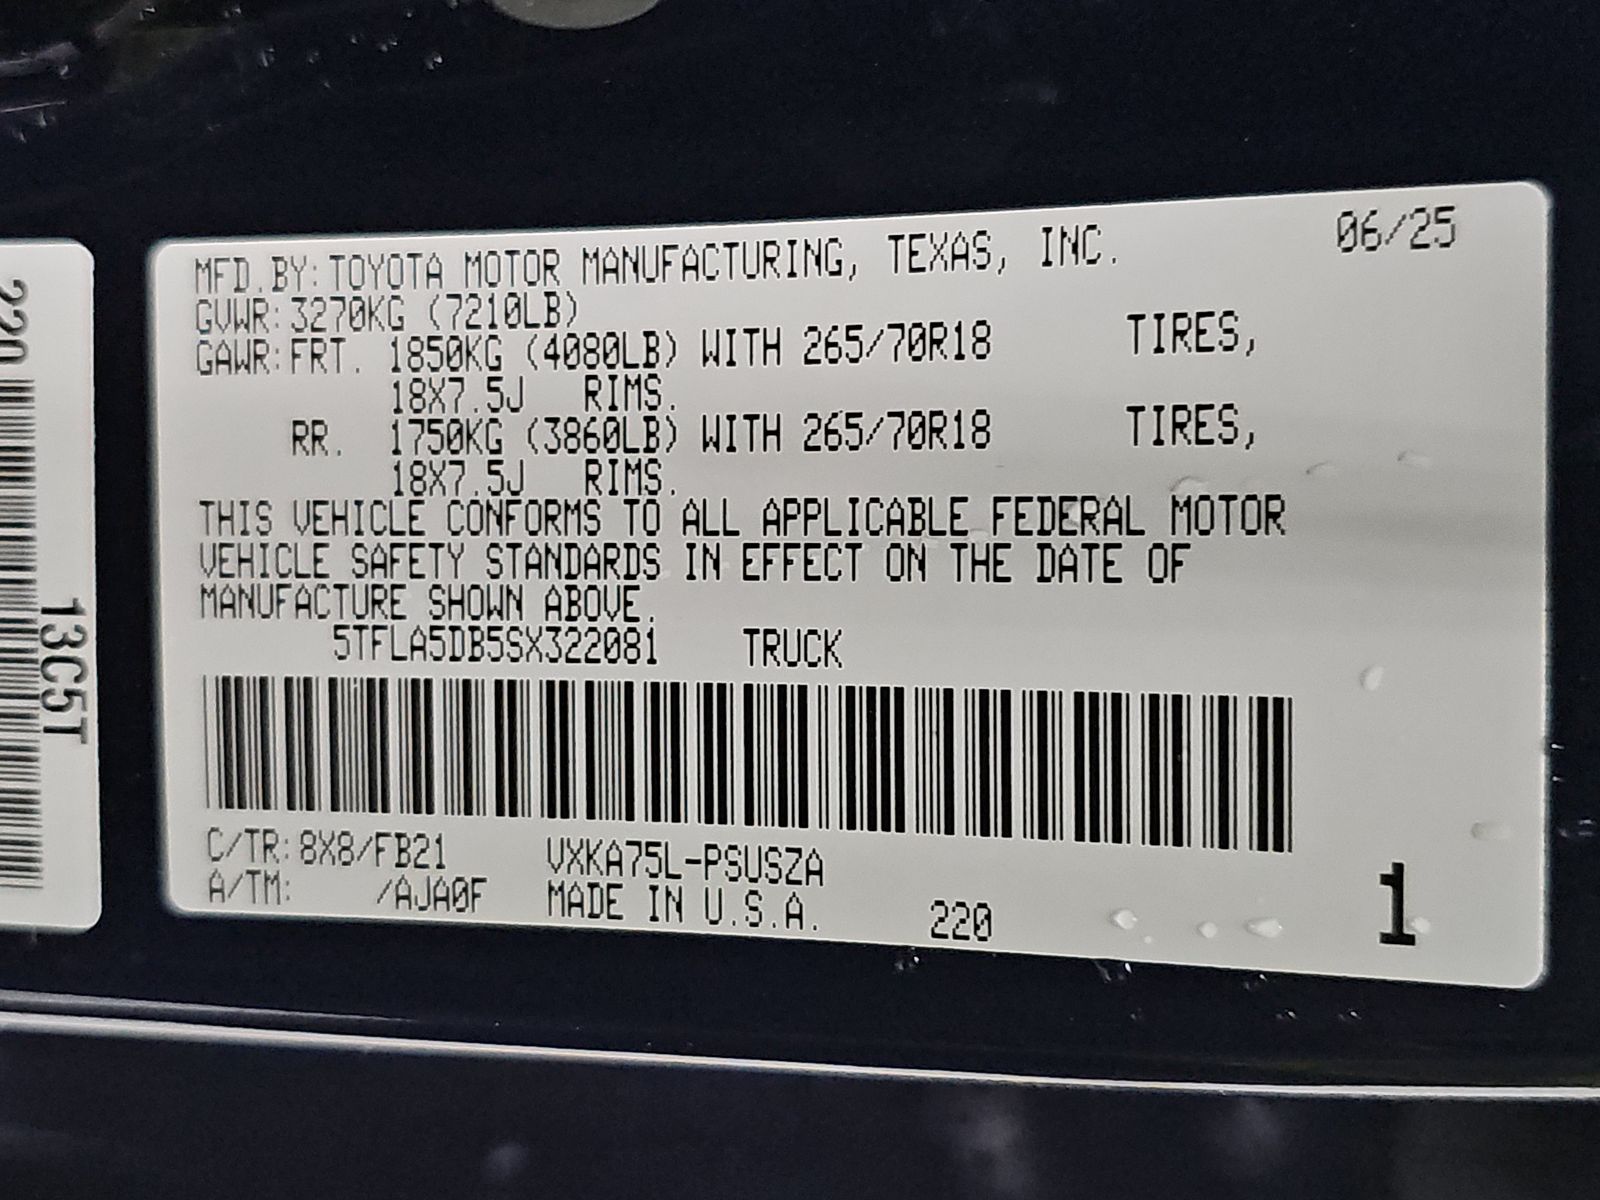 MFD.BY: TOYOTA MOTOR MANUFACTURING, TEXAS, INC. 06/25
GVWR: 3270KG (7210LB)
GAWR: FRT. 1850KG (4080LB) WITH 265/70R18 TIRES,
18X7.5J RIMS.
RR. 1750KG (3860LB) WITH 265/70R18 TIRES,
18X7.5J RIMS.
THIS VEHICLE CONFORMS TO ALL APPLICABLE FEDERAL MOTOR
VEHICLE SAFETY STANDARDS IN EFFECT ON THE DATE OF
MANUFACTURE SHOWN ABOVE.
5TFLA5DB5SX322081 TRUCK
C/TR: 8X8/FB21 VXKA75L-PSUSZA
A/TM: /AJA0F MADE IN U.S.A. 220
1
220
13C5T